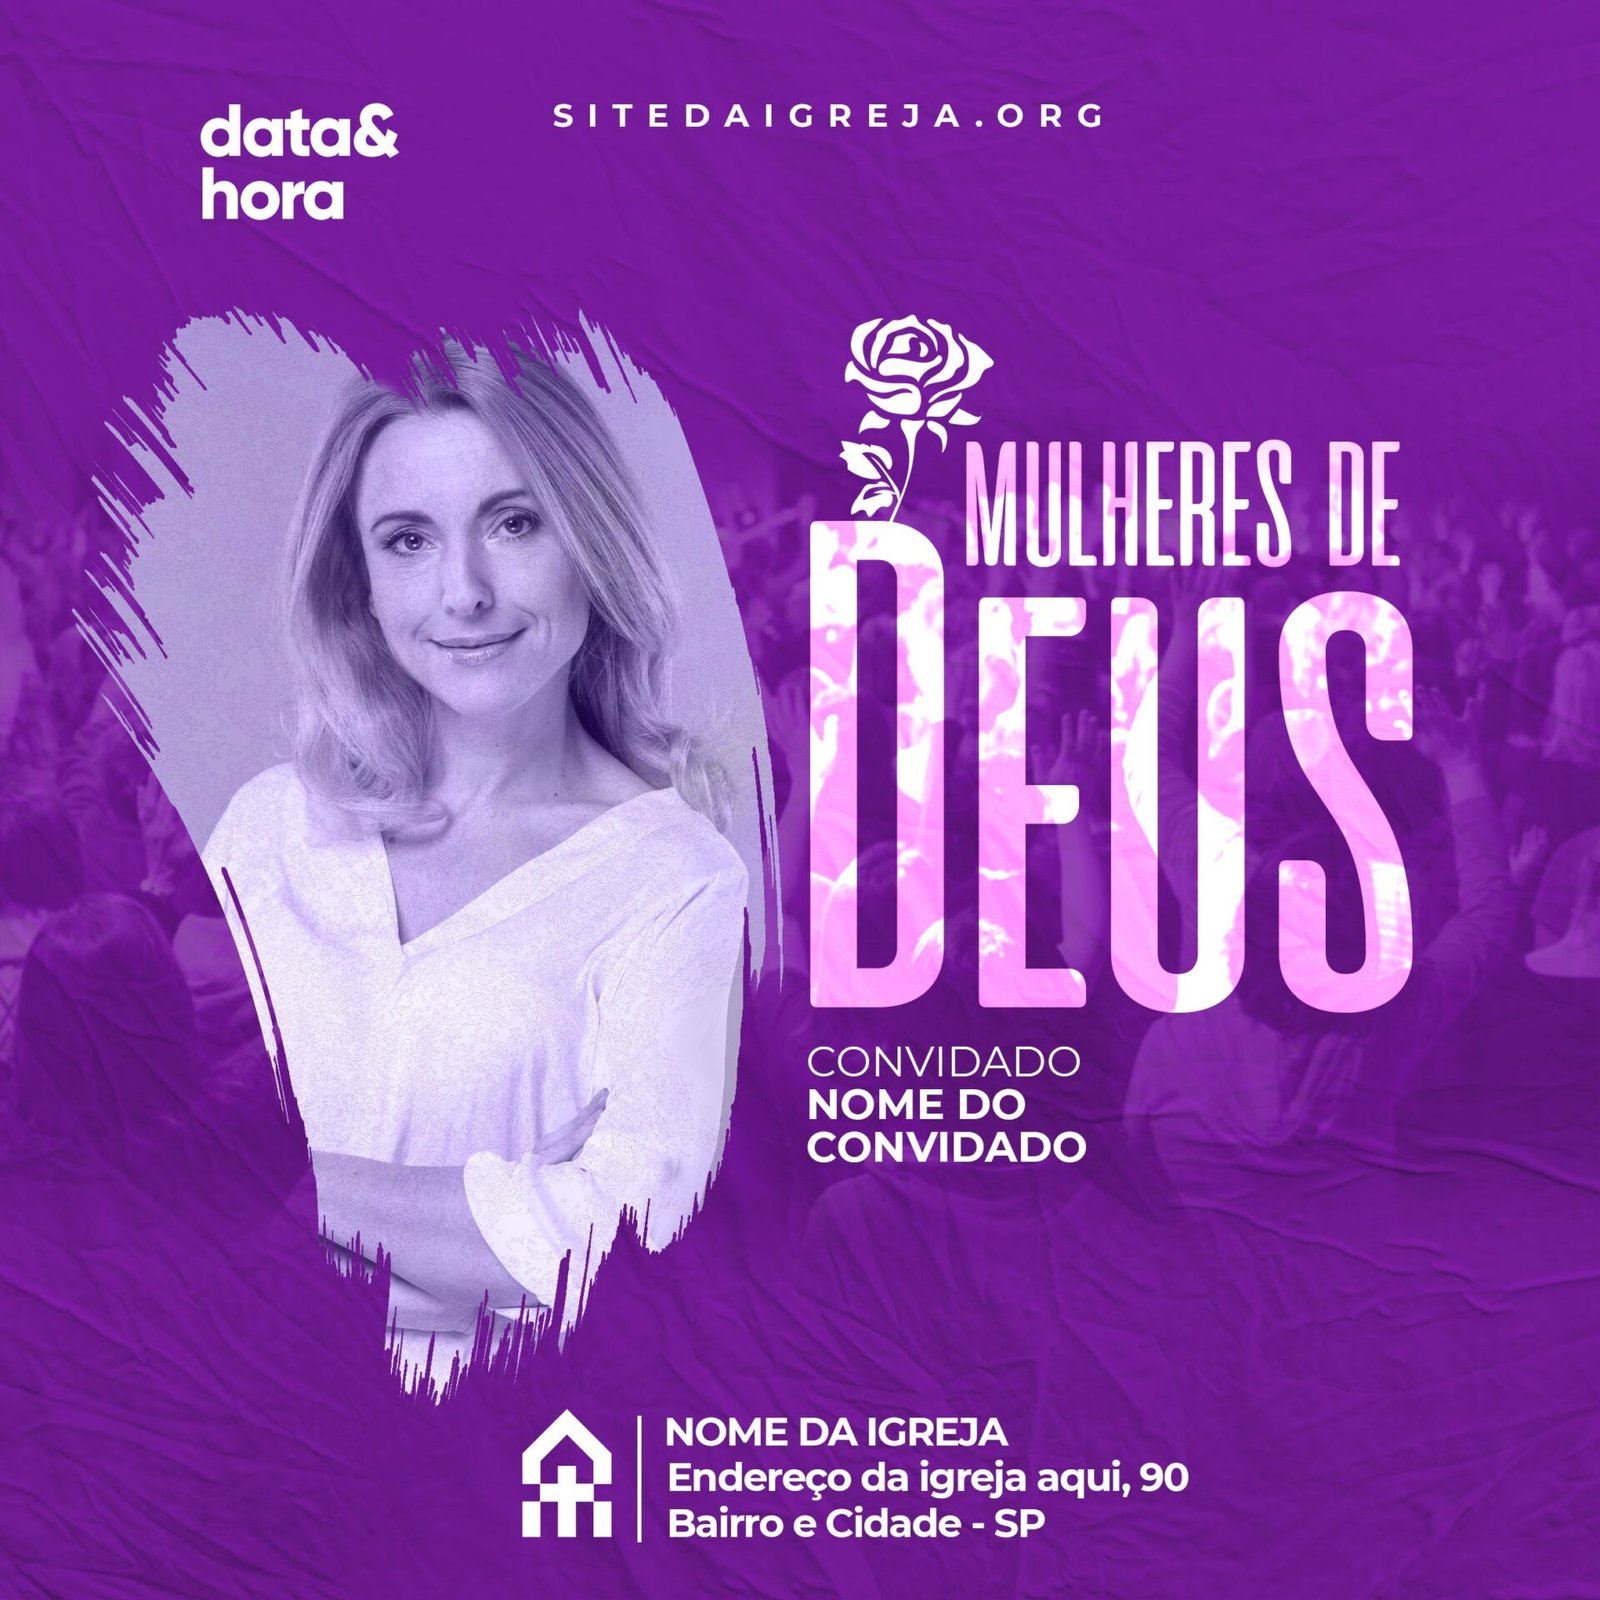 data&
hora
SITEDAIGREJA.ORG
MULHERES DE
DEUS
CONVIDADO
NOME DO
CONVIDADO
NOME DA IGREJA
Endereço da igreja aqui, 90
Bairro e Cidade - SP